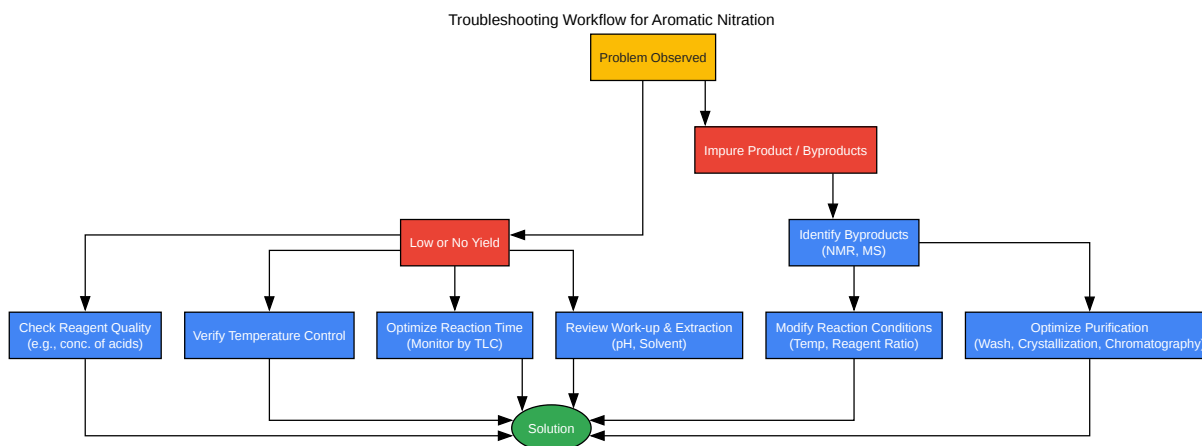 Troubleshooting Workflow for Aromatic Nitration
Problem Observed
Impure Product / Byproducts
Low or No Yield
Identify Byproducts
(NMR, MS)
Check Reagent Quality
(e.g., conc. of acids)
Verify Temperature Control
Optimize Reaction Time
(Monitor by TLC)
Review Work-up & Extraction
(pH, Solvent)
Modify Reaction Conditions
(Temp, Reagent Ratio)
Optimize Purification
(Wash, Crystallization, Chromatography)
Solution